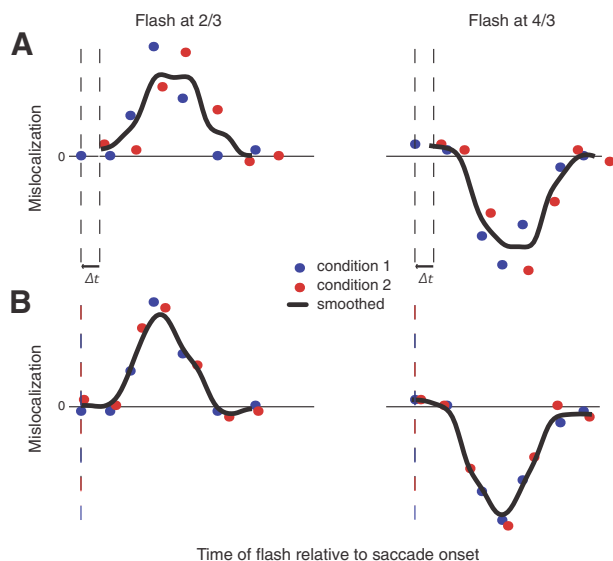 Flash at 2/3
Flash at 4/3
A
Mislocalization
0
Δt
Δt
condition 1
condition 2
smoothed
B
Mislocalization
0
Time of flash relative to saccade onset